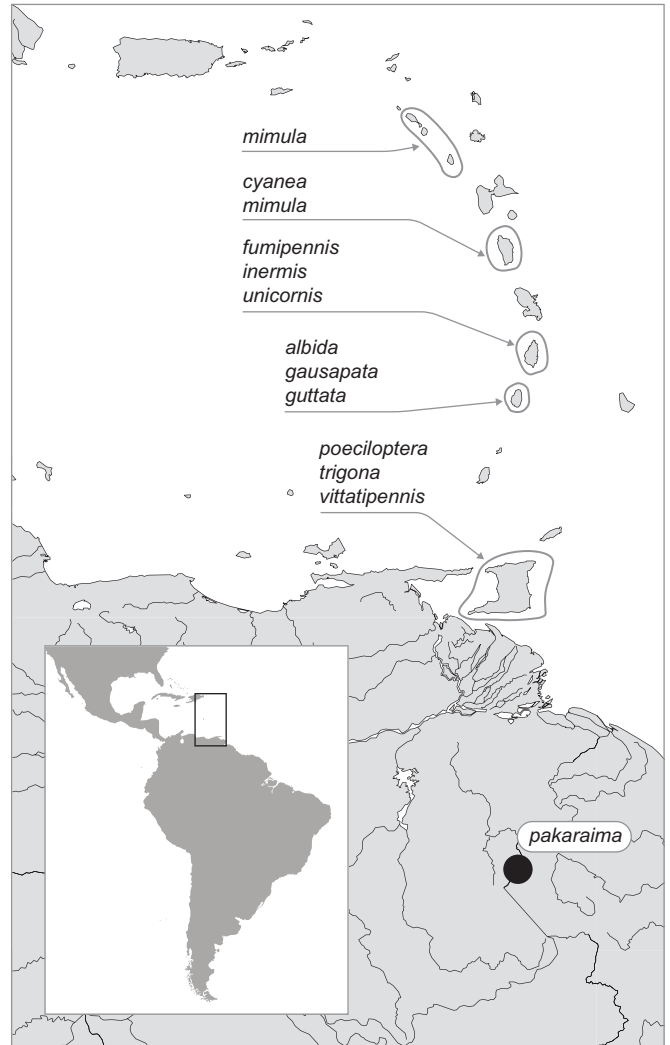 mimula
cyanea
mimula
fumipennis
inermis
unicornis
albida
gausapata
guttata
poeciloptera
trigona
vittatipennis
pakaraima